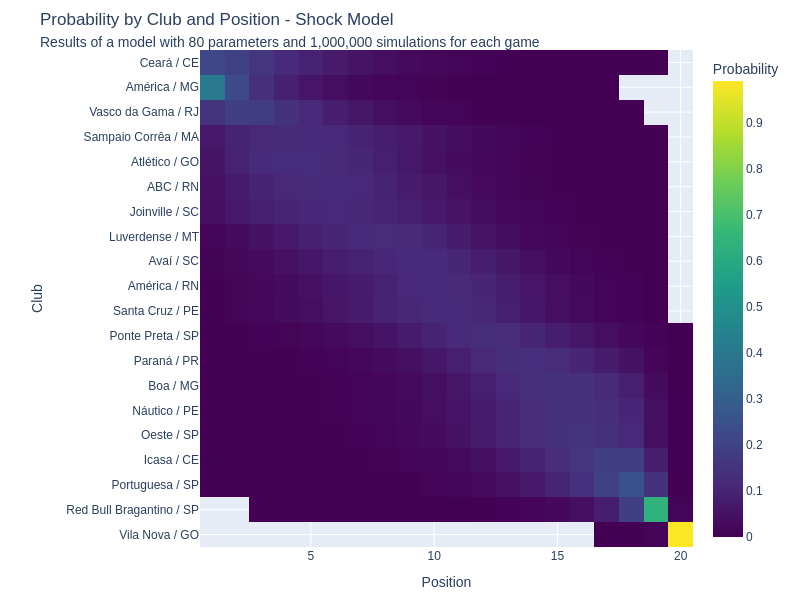 Probability by Club and Position - Shock Model
Results of a model with 80 parameters and 1,000,000 simulations for each game
Probability
Club
Ceará / CE
América / MG
Vasco da Gama / RJ
Sampaio Corrêa / MA
Atlético / GO
ABC / RN
Joinville / SC
Luverdense / MT
Avaí / SC
América / RN
Santa Cruz / PE
Ponte Preta / SP
Paraná / PR
Boa / MG
Náutico / PE
Oeste / SP
Icasa / CE
Portuguesa / SP
Red Bull Bragantino / SP
Vila Nova / GO
0.9
0.8
0.7
0.6
0.5
0.4
0.3
0.2
0.1
0
5 10 15 20
Position